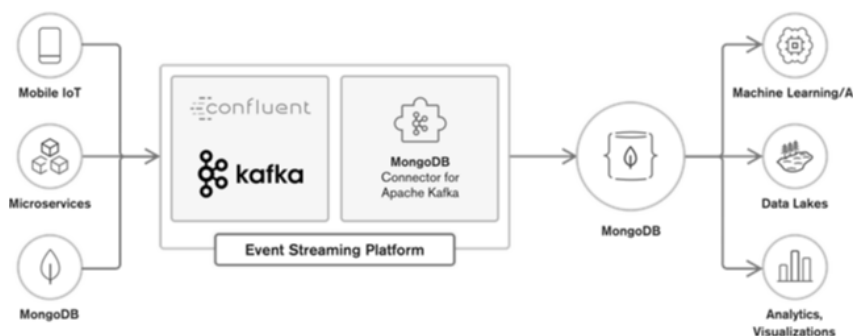 Mobile IoT
Microservices
MongoDB
confluent
kafka
MongoDB
Connector for
Apache Kafka
Event Streaming Platform
MongoDB
Machine Learning/A
Data Lakes
Analytics,
Visualizations